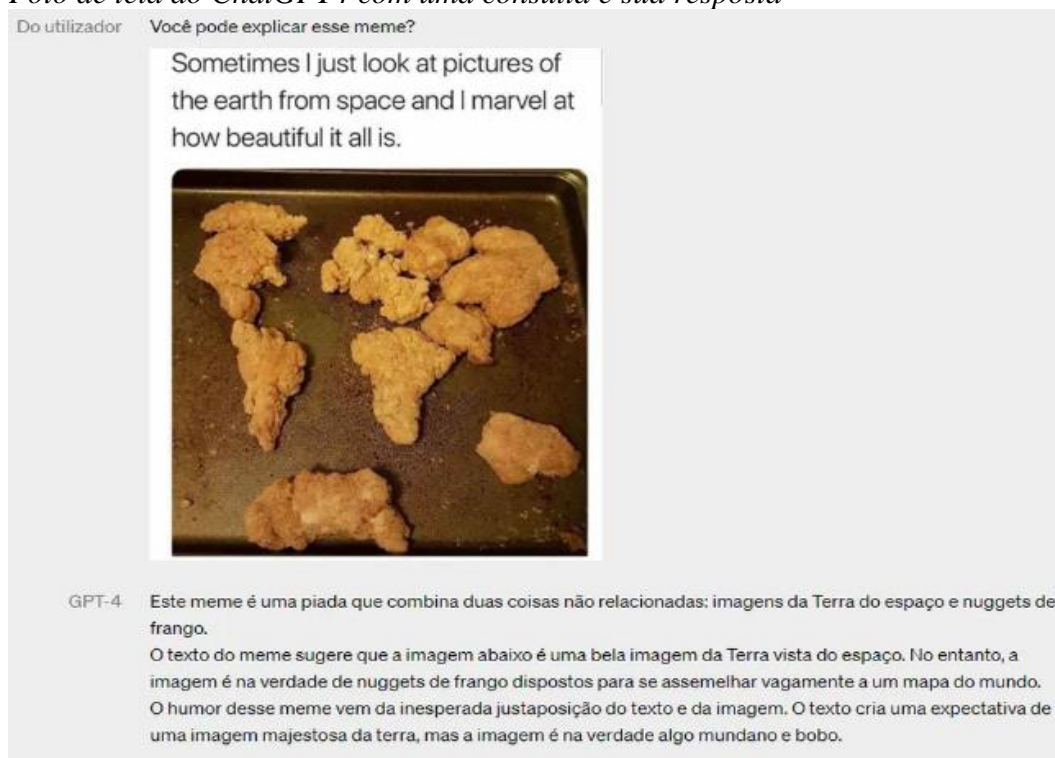 Foto de tela do ChatGPT4 com uma consulta e sua resposta
Do utilizador Você pode explicar esse meme?
Sometimes I just look at pictures of
the earth from space and I marvel at
how beautiful it all is.
GPT-4 Este meme é uma piada que combina duas coisas não relacionadas: imagens da Terra do espaço e nuggets de
frango.
O texto do meme sugere que a imagem abaixo é uma bela imagem da Terra vista do espaço. No entanto, a
imagem é na verdade de nuggets de frango dispostos para se assemelhar vagamente a um mapa do mundo.
O humor desse meme vem da inesperada justaposição do texto e da imagem. O texto cria uma expectativa de
uma imagem majestosa da terra, mas a imagem é na verdade algo mundano e bobo.